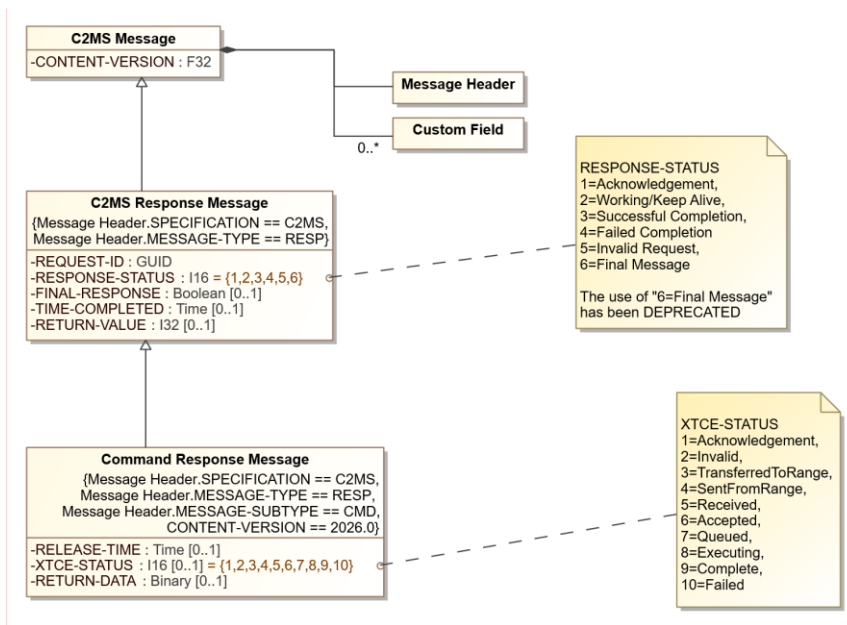 C2MS Message
-CONTENT-VERSION : F32
Message Header
Custom Field
0..*
C2MS Response Message
{Message Header.SPECIFICATION == C2MS,
Message Header.MESSAGE-TYPE == RESP}
-REQUEST-ID : GUID
-RESPONSE-STATUS : I16 = {1,2,3,4,5,6}
-FINAL-RESPONSE : Boolean [0..1]
-TIME-COMPLETED : Time [0..1]
-RETURN-VALUE : I32 [0..1]
RESPONSE-STATUS
1=Acknowledgement,
2=Working/Keep Alive,
3=Successful Completion,
4=Failed Completion
5=Invalid Request,
6=Final Message
The use of "6=Final Message"
has been DEPRECATED
Command Response Message
{Message Header.SPECIFICATION == C2MS,
Message Header.MESSAGE-TYPE == RESP,
Message Header.MESSAGE-SUBTYPE == CMD,
CONTENT-VERSION == 2026.0}
-RELEASE-TIME : Time [0..1]
-XTCE-STATUS : I16 [0..1] = {1,2,3,4,5,6,7,8,9,10}
-RETURN-DATA : Binary [0..1]
XTCE-STATUS
1=Acknowledgement,
2=Invalid,
3=TransferredToRange,
4=SentFromRange,
5=Received,
6=Accepted,
7=Queued,
8=Executing,
9=Complete,
10=Failed